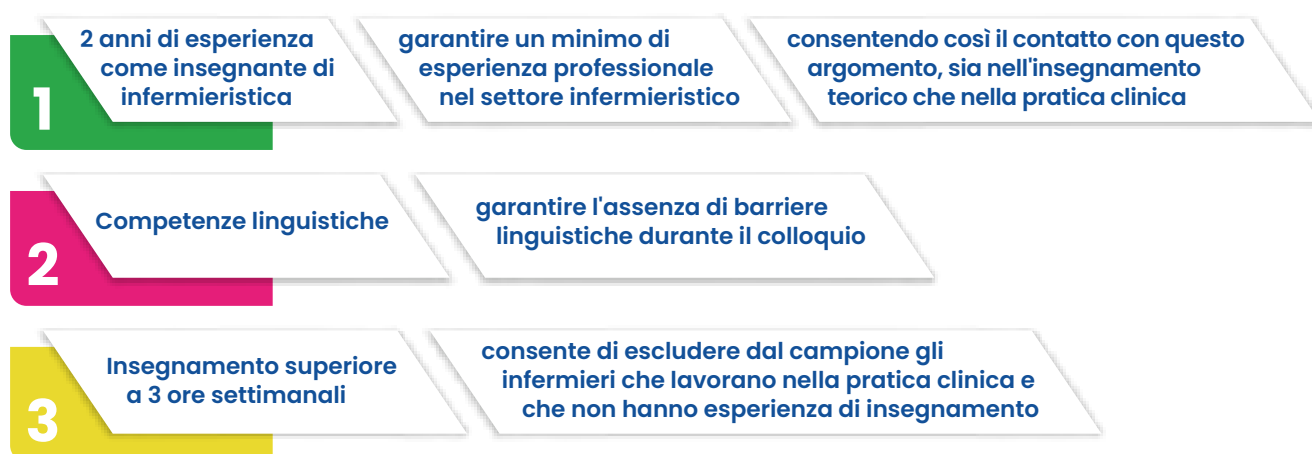 1
2 anni di esperienza
come insegnante di
infermieristica
garantire un minimo di
esperienza professionale
nel settore infermieristico
consentendo così il contatto con questo
argomento, sia nell'insegnamento
teorico che nella pratica clinica
2
Competenze linguistiche
garantire l'assenza di barriere
linguistiche durante il colloquio
3
Insegnamento superiore
a 3 ore settimanali
consente di escludere dal campione gli
infermieri che lavorano nella pratica clinica e
che non hanno esperienza di insegnamento